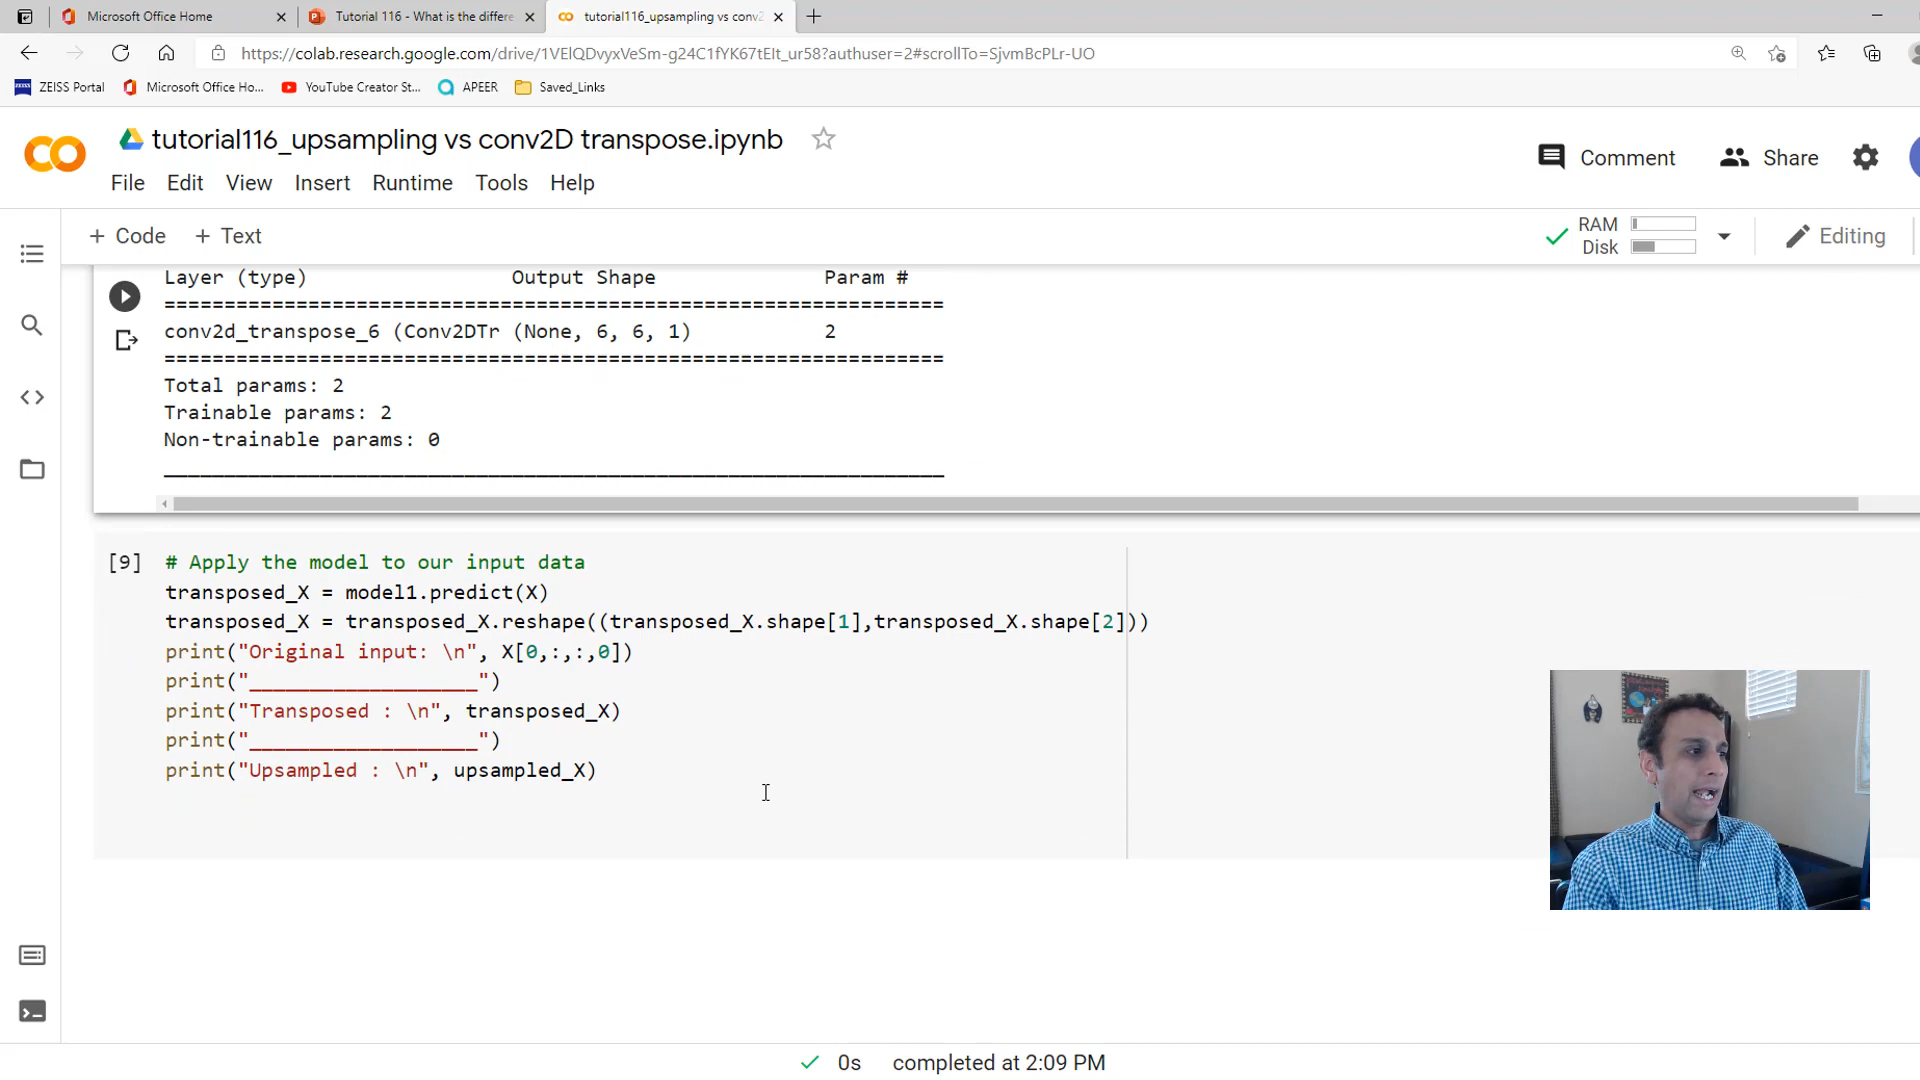 Microsoft Office Home
Tutorial 116 - What is the differe
tutorial116_upsampling vs conv2
https://colab.research.google.com/drive/1VElQDvyxVeSm-g24C1fYK67tEIt_ur58?authuser=2#scrollTo=SjvmBcPLr-UO
ZEISS Portal
Microsoft Office Ho...
YouTube Creator St...
APEER
Saved_Links
tutorial116_upsampling vs conv2D transpose.ipynb
Comment
Share
File Edit View Insert Runtime Tools Help
+ Code + Text
RAM
Disk
Editing
Layer (type) Output Shape Param #
=================================================================
conv2d_transpose_6 (Conv2DTr (None, 6, 6, 1) 2
=================================================================
Total params: 2
Trainable params: 2
Non-trainable params: 0
_________________________________________________________________
[9] # Apply the model to our input data
transposed_X = model1.predict(X)
transposed_X = transposed_X.reshape((transposed_X.shape[1],transposed_X.shape[2]))
print("Original input: \n", X[0,:,:,0])
print("___________________")
print("Transposed : \n", transposed_X)
print("___________________")
print("Upsampled : \n", upsampled_X)
0s completed at 2:09 PM